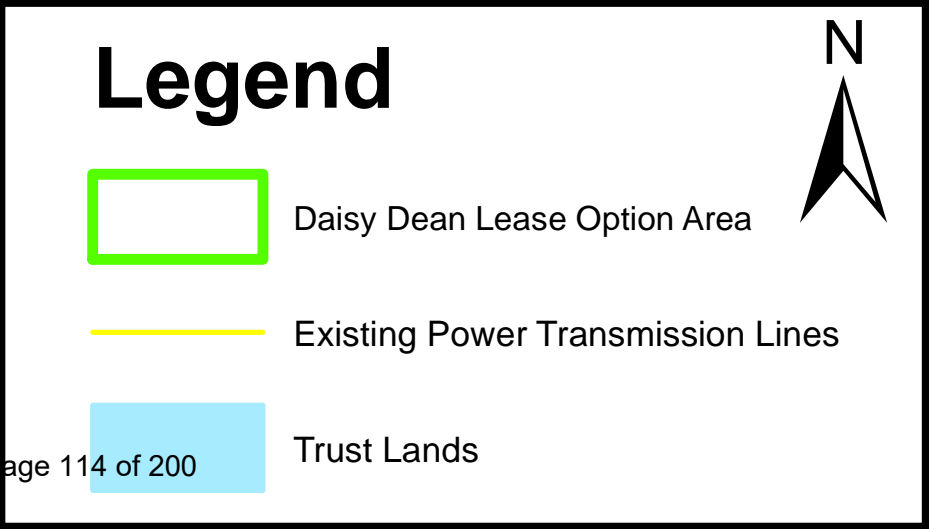 Legend
N
Daisy Dean Lease Option Area
Existing Power Transmission Lines
Trust Lands
age 114 of 200